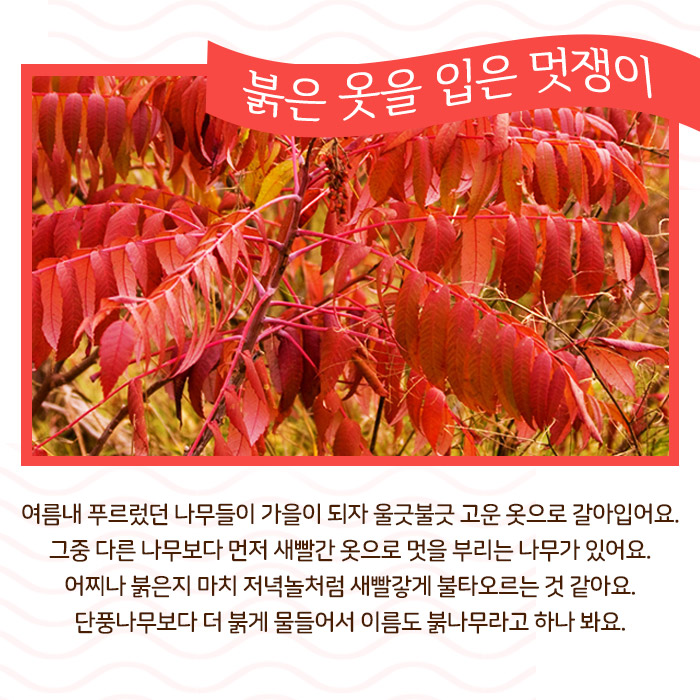 붉은 옷을 입은 멋쟁이
여름내 푸르렀던 나무들이 가을이 되자 울긋불긋 고운 옷으로 갈아입어요.
그중 다른 나무보다 먼저 새빨간 옷으로 멋을 부리는 나무가 있어요.
어찌나 붉은지 마치 저녁놀처럼 새빨갛게 불타오르는 것 같아요.
단풍나무보다 더 붉게 물들어서 이름도 붉나무라고 하나 봐요.